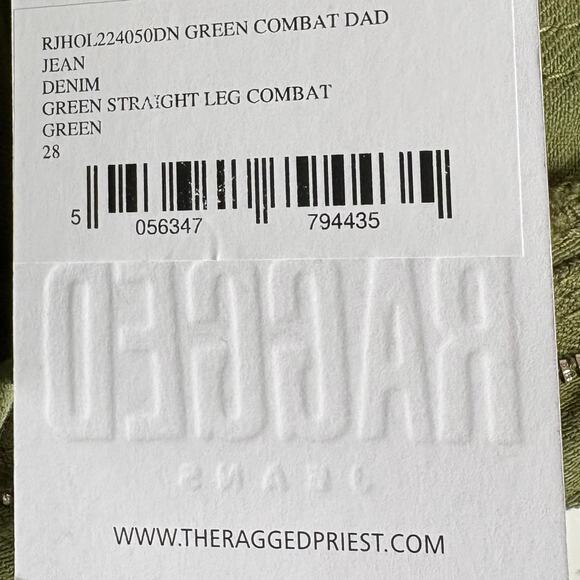 RJHOL224050DN GREEN COMBAT DAD
JEAN
DENIM
GREEN STRAIGHT LEG COMBAT
GREEN
28
5 056347 794435
RAGGED
JEANS
WWW.THERAGGEDPRIEST.COM